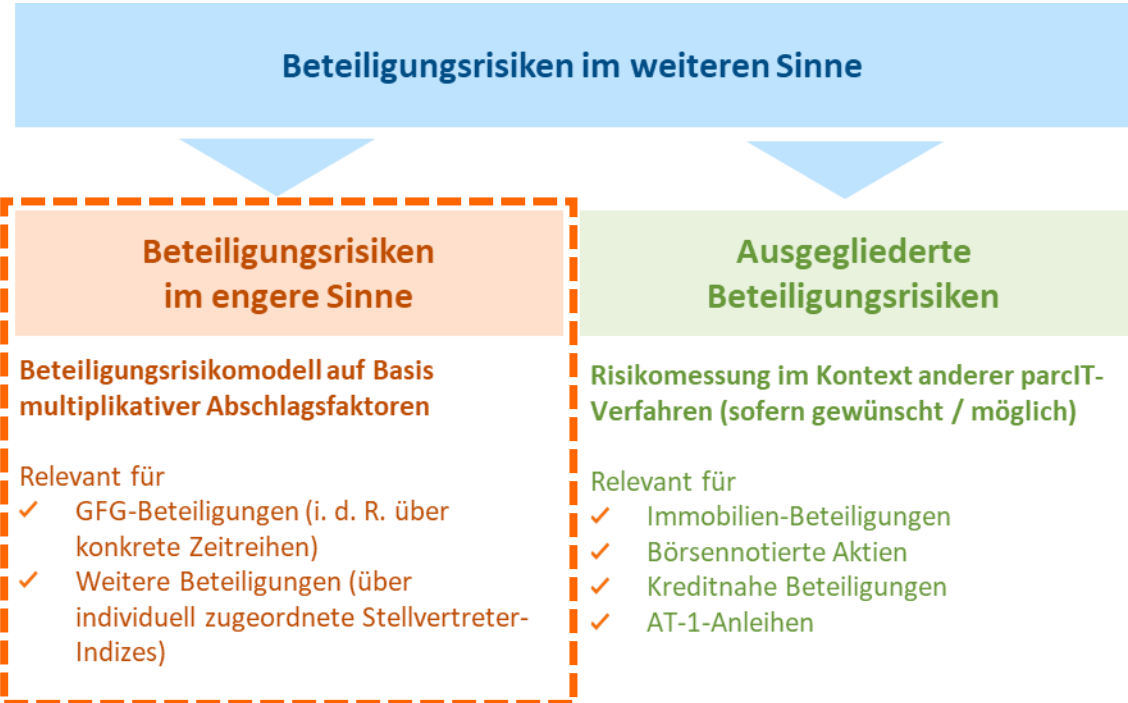 Beteiligungsrisiken im weiteren Sinne
Beteiligungsrisiken
im engere Sinne
Beteiligungsrisikomodell auf Basis
multiplikativer Abschlagsfaktoren
Relevant für
✓ GFG-Beteiligungen (i. d. R. über
konkrete Zeitreihen)
✓ Weitere Beteiligungen (über
individuell zugeordnete Stellvertreter-
Indizes)
Ausgegliederte
Beteiligungsrisiken
Risikomessung im Kontext anderer parcIT-
Verfahren (sofern gewünscht / möglich)
Relevant für
✓ Immobilien-Beteiligungen
✓ Börsennotierte Aktien
✓ Kreditnahe Beteiligungen
✓ AT-1-Anleihen